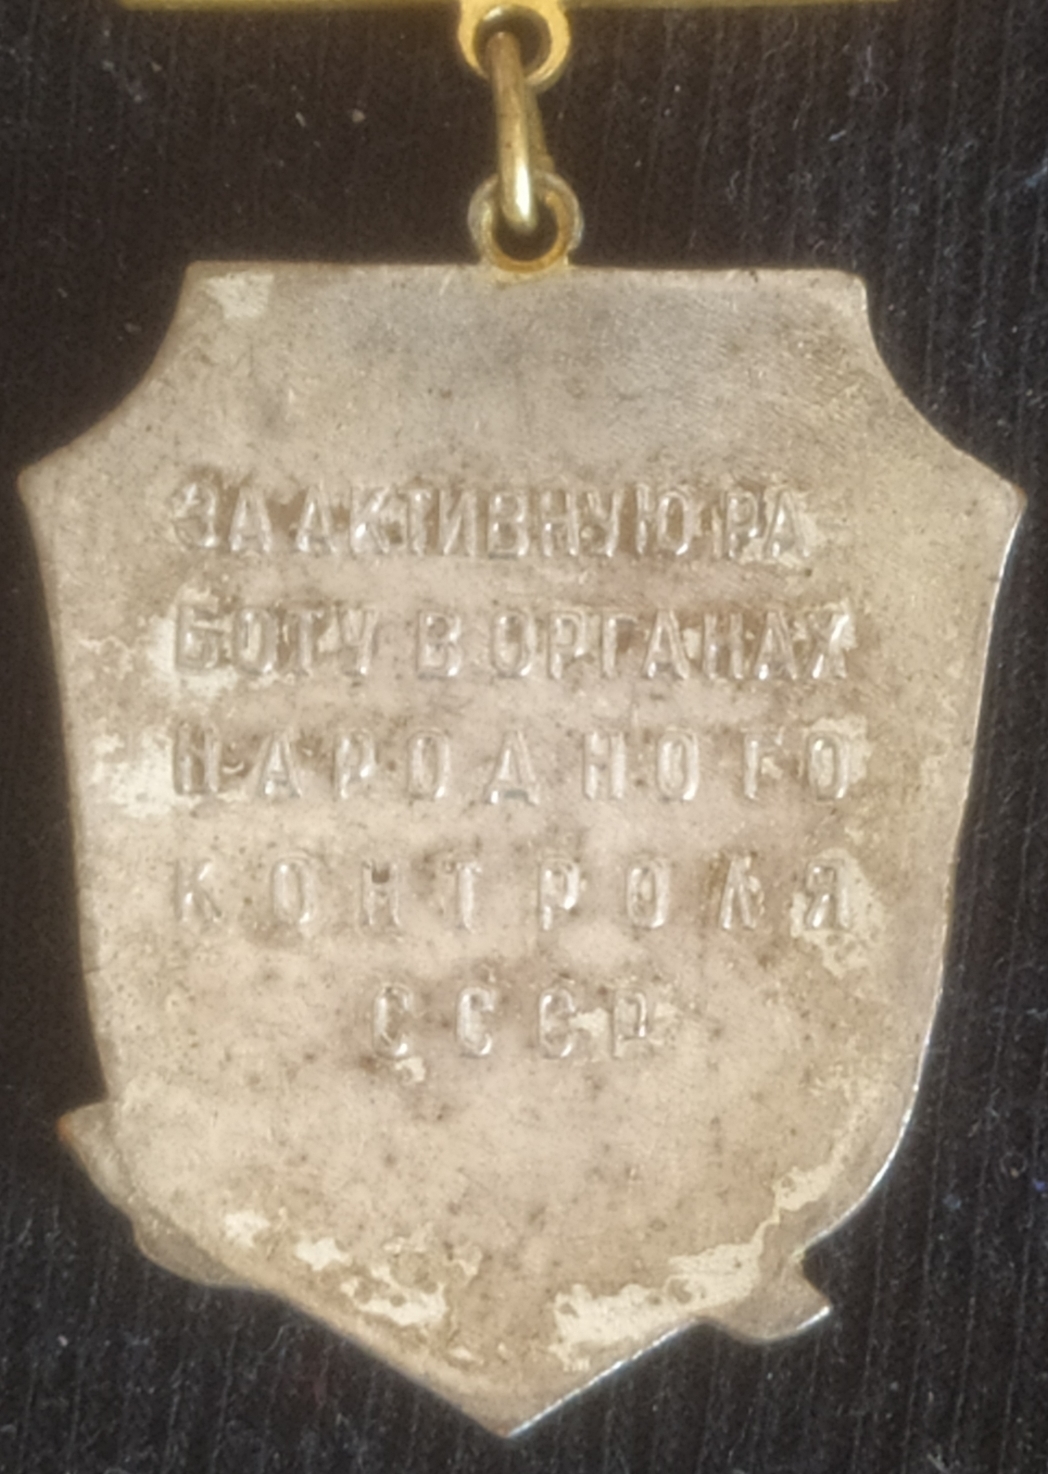 ЗА АКТИВНУЮ РА-
БОТУ В ОРГАНАХ
НАРОДНОГО
КОНТРОЛЯ
СССР